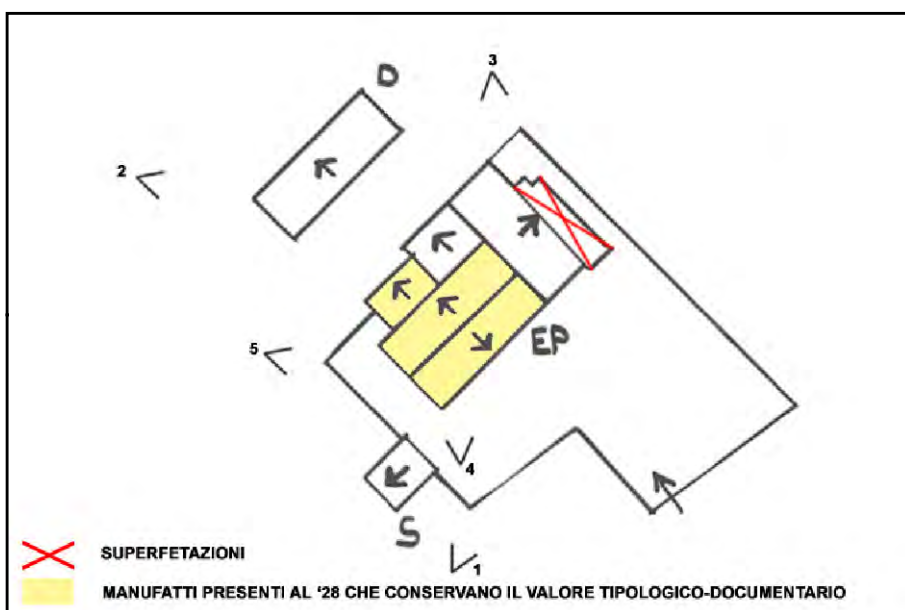 3
D
2
EP
5
4
S
1
SUPERFETAZIONI
MANUFATTI PRESENTI AL '28 CHE CONSERVANO IL VALORE TIPOLOGICO-DOCUMENTARIO